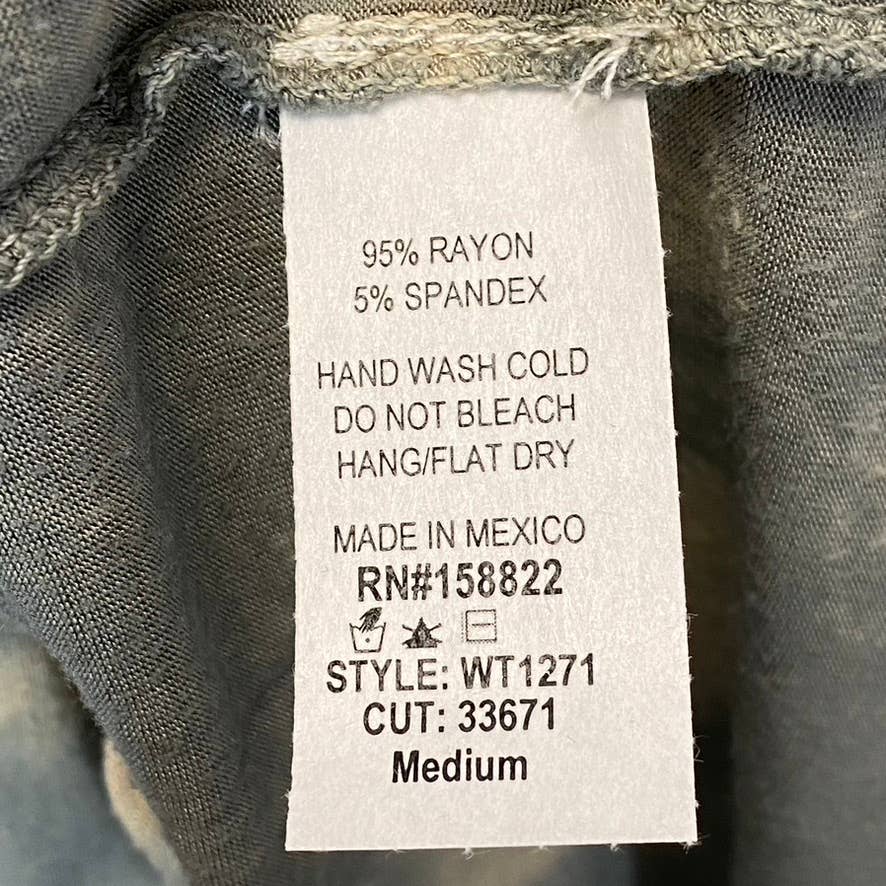 95% RAYON
5% SPANDEX
HAND WASH COLD
DO NOT BLEACH
HANG/FLAT DRY
MADE IN MEXICO
RN#158822
STYLE: WT1271
CUT: 33671
Medium